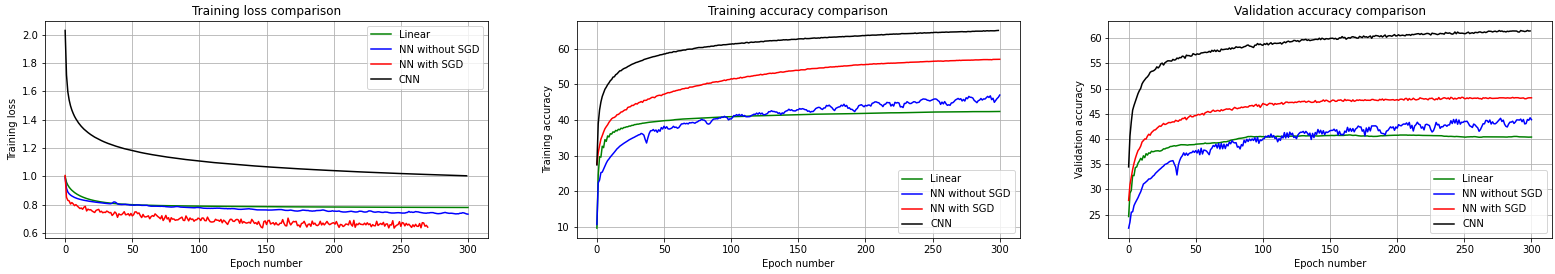 Training loss comparison
2.0
1.8
1.6
1.4
1.2
1.0
0.8
0.6
Training loss
0
50
100
150
200
250
300
Epoch number
Linear
NN without SGD
NN with SGD
CNN
Training accuracy comparison
60
50
40
30
20
10
Training accuracy
0
50
100
150
200
250
300
Epoch number
Linear
NN without SGD
NN with SGD
CNN
Validation accuracy comparison
60
55
50
45
40
35
30
25
Validation accuracy
0
50
100
150
200
250
300
Epoch number
Linear
NN without SGD
NN with SGD
CNN